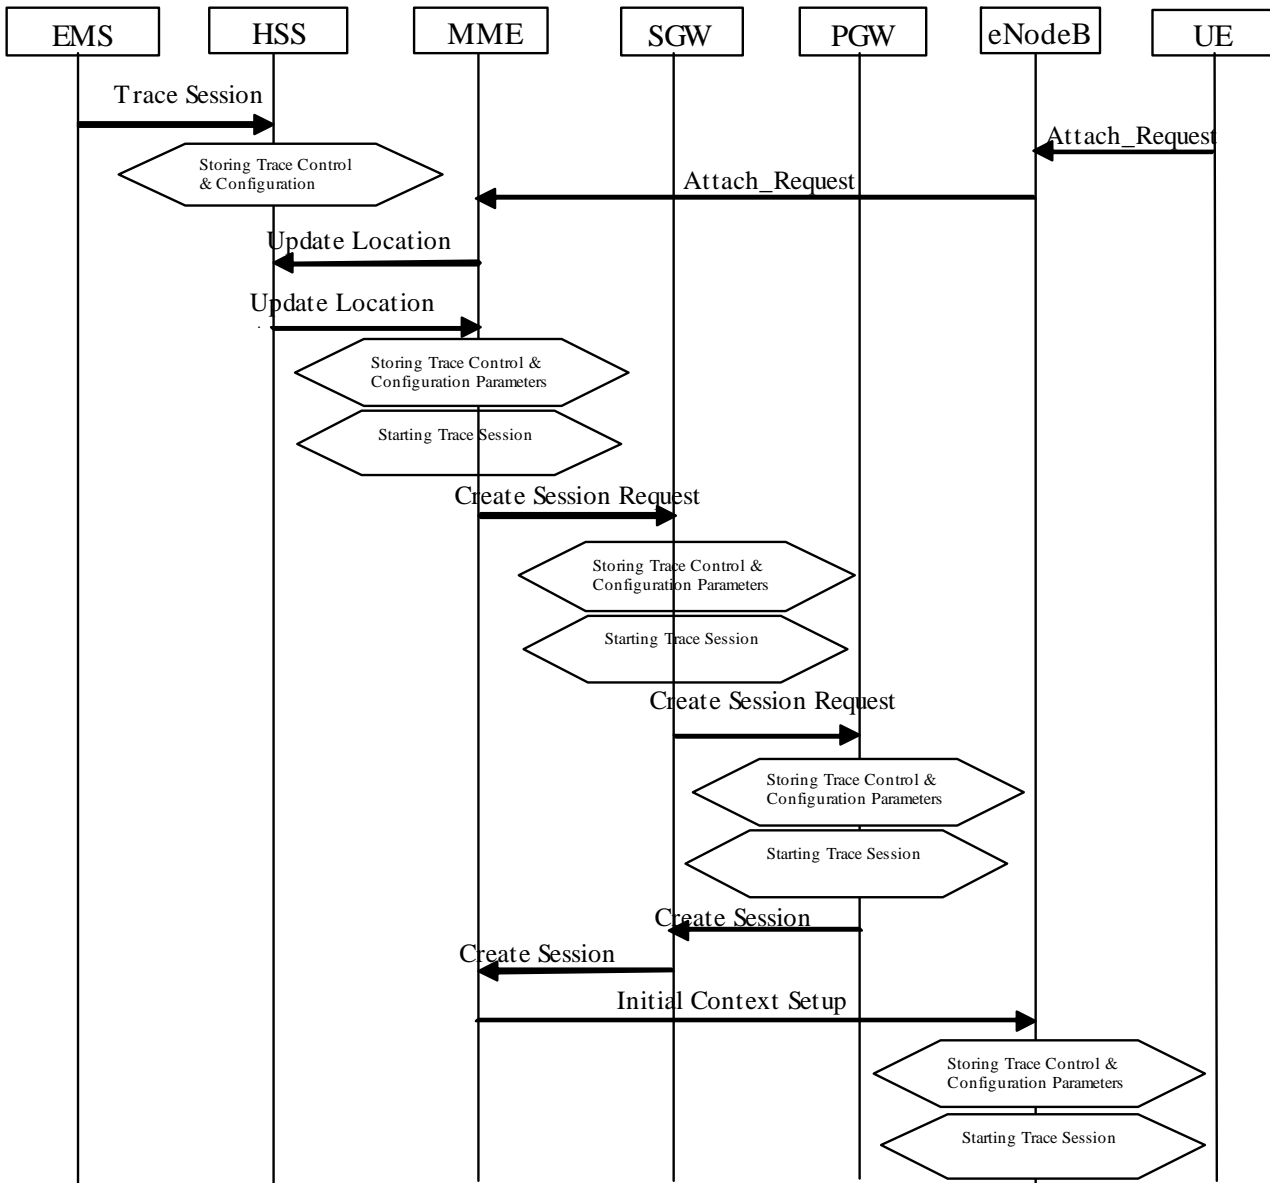 EMS
HSS
MME
SGW
PGW
eNodeB
UE
Trace Session
Attach_Request
Storing Trace Control
& Configuration
Attach_Request
Update Location
Update Location
Storing Trace Control &
Configuration Parameters
Starting Trace Session
Create Session Request
Storing Trace Control &
Configuration Parameters
Starting Trace Session
Create Session Request
Storing Trace Control &
Configuration Parameters
Starting Trace Session
Create Session
Create Session
Initial Context Setup
Storing Trace Control &
Configuration Parameters
Starting Trace Session